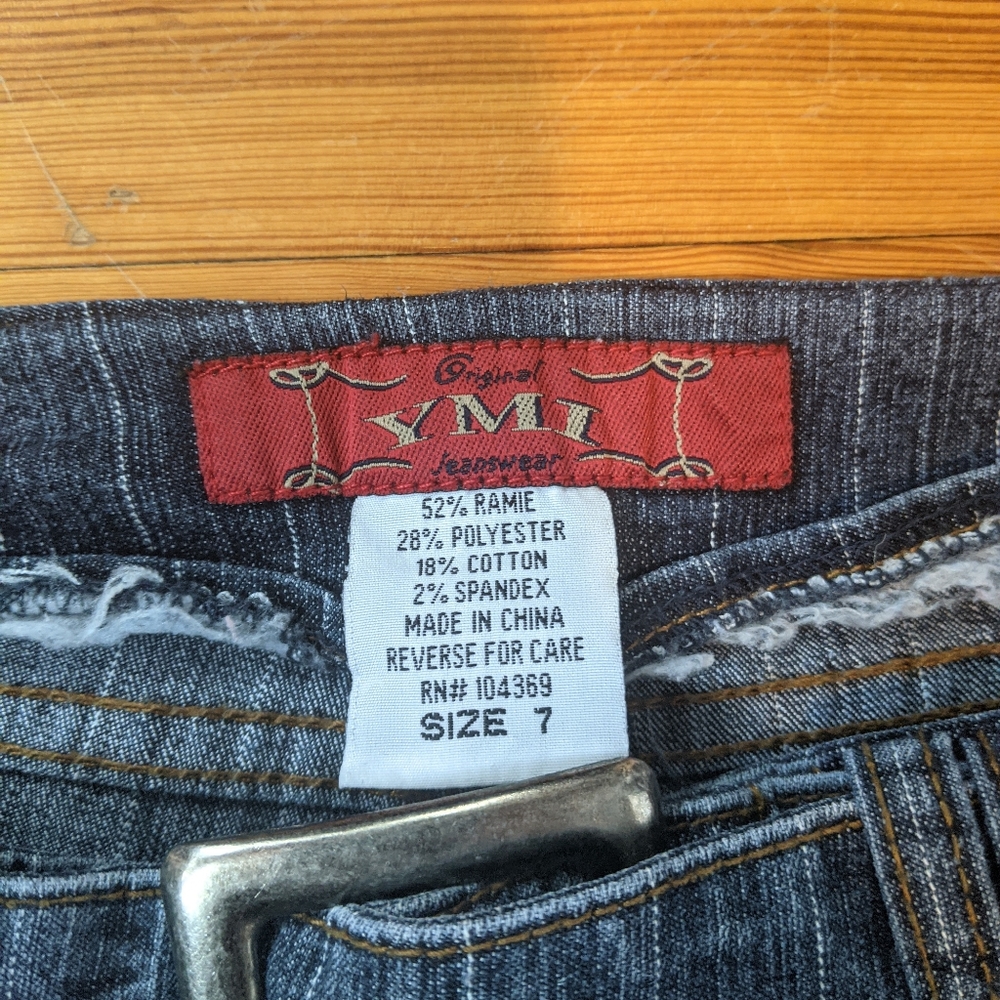 Original
YMI
Jeanswear
52% RAMIE
28% POLYESTER
18% COTTON
2% SPANDEX
MADE IN CHINA
REVERSE FOR CARE
RN# 104369
SIZE 7